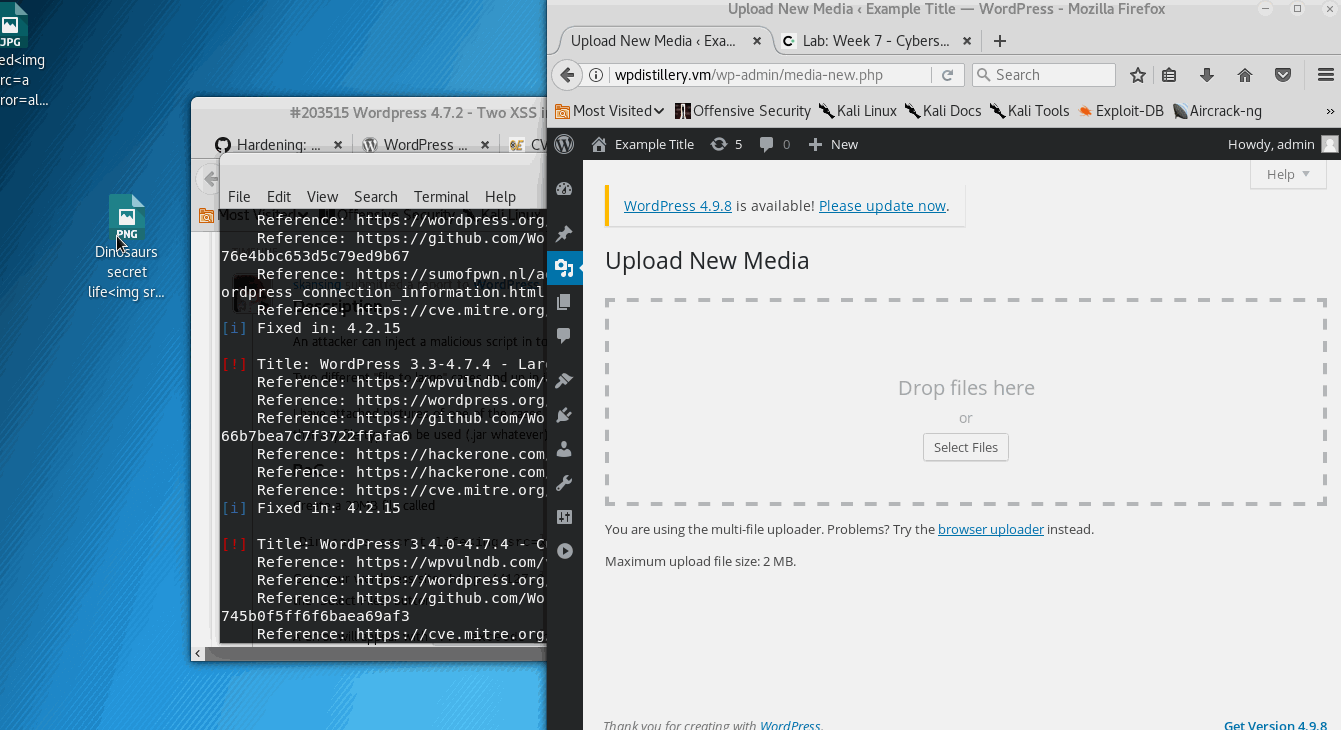 JPG
ed<img
rc=a
ror=al...
PNG
Dinosaurs
secret
life<img sr...
#203515 Wordpress 4.7.2 - Two XSS i
Hardening: ...
WordPress ...
CV
File Edit View Search Terminal Help
Reference: https://wordpress.org
Reference: https://github.com/Wo
76e4bbc653d5c79ed9b67
Reference: https://sumofpwn.nl/a
ordpress_connection_information.html
Reference: https://cve.mitre.org
[i] Fixed in: 4.2.15
[!] Title: WordPress 3.3-4.7.4 - Lar
Reference: https://wpvulndb.com/
Reference: https://wordpress.org
Reference: https://github.com/Wo
66b7bea7c7f3722ffafa6
Reference: https://hackerone.com
Reference: https://hackerone.com
Reference: https://cve.mitre.org
[i] Fixed in: 4.2.15
[!] Title: WordPress 3.4.0-4.7.4 - C
Reference: https://wpvulndb.com/
Reference: https://wordpress.org
Reference: https://github.com/Wo
745b0f5ff6f6baea69af3
Reference: https://cve.mitre.org
Description
An attacker can inject a malicious script in to
Upload New Media ‹ Example Title — WordPress - Mozilla Firefox
Upload New Media ‹ Exa...
Lab: Week 7 - Cybers...
wpdistillery.vm/wp-admin/media-new.php
Search
Most Visited
Offensive Security
Kali Linux
Kali Docs
Kali Tools
Exploit-DB
Aircrack-ng
»
Example Title
5
0
New
Howdy, admin
Help
WordPress 4.9.8 is available! Please update now.
Upload New Media
Drop files here
or
Select Files
You are using the multi-file uploader. Problems? Try the browser uploader instead.
Maximum upload file size: 2 MB.
Thank you for creating with WordPress.
Get Version 4.9.8